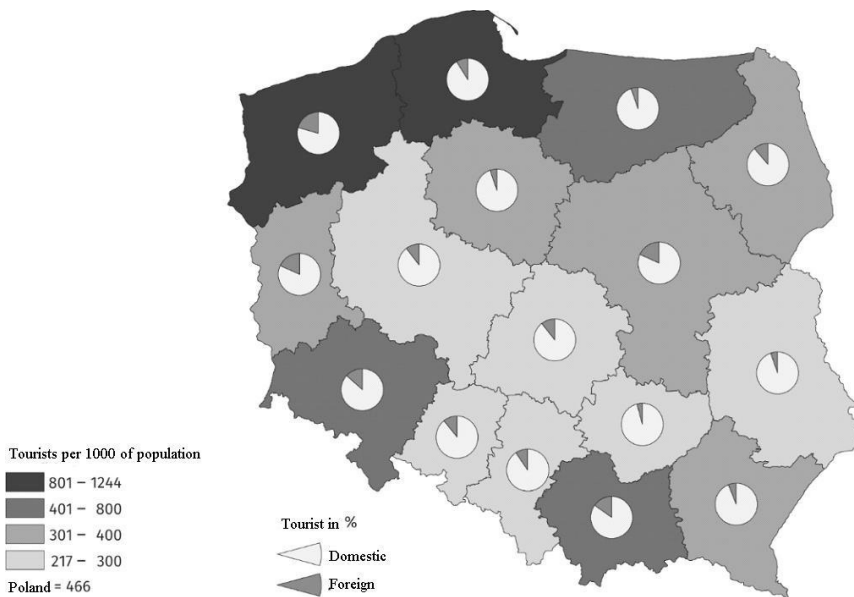 Tourists per 1000 of population
801 – 1244
401 – 800
301 – 400
217 – 300
Poland = 466
Tourist in %
Domestic
Foreign